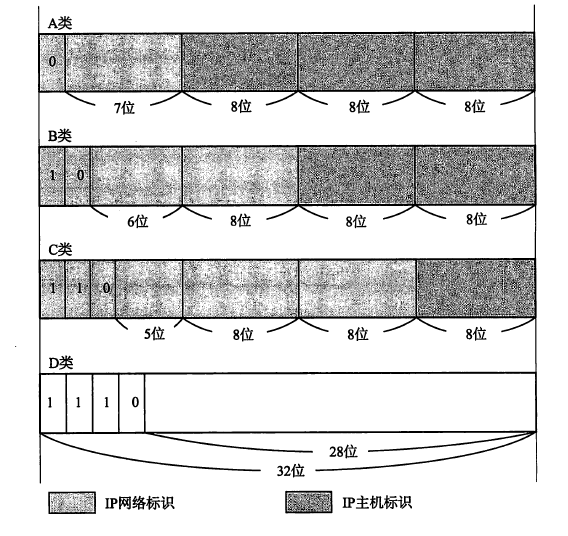 A类
0
7位 8位 8位 8位
B类
1 0
6位 8位 8位 8位
C类
1 1 0
5位 8位 8位 8位
D类
1 1 1 0
28位
32位
IP网络标识 IP主机标识